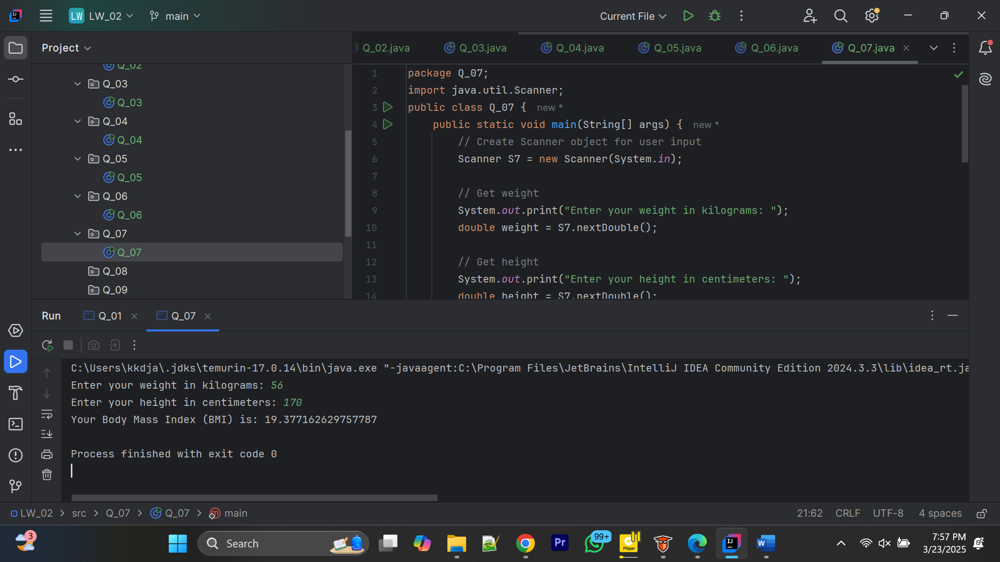 LW LW_02 main Current File
Project
Q_02.java Q_03.java Q_04.java Q_05.java Q_06.java Q_07.java
Q_02
Q_03
Q_03
Q_04
Q_04
Q_05
Q_05
Q_06
Q_06
Q_07
Q_07
Q_08
Q_09
1 package Q_07;
2 import java.util.Scanner;
3 public class Q_07 { new *
4 public static void main(String[] args) { new *
5 // Create Scanner object for user input
6 Scanner S7 = new Scanner(System.in);
7
8 // Get weight
9 System.out.print("Enter your weight in kilograms: ");
10 double weight = S7.nextDouble();
11
12 // Get height
13 System.out.print("Enter your height in centimeters: ");
14 double height = S7.nextDouble();
Run Q_01 Q_07
C:\Users\kkdja\.jdks\temurin-17.0.14\bin\java.exe "-javaagent:C:\Program Files\JetBrains\IntelliJ IDEA Community Edition 2024.3.3\lib\idea_rt.ja
Enter your weight in kilograms: 56
Enter your height in centimeters: 170
Your Body Mass Index (BMI) is: 19.377162629757787
Process finished with exit code 0
LW_02 > src > Q_07 > Q_07 > main 21:62 CRLF UTF-8 4 spaces
3 Search Pr 99+ Player IJ W 7:57 PM
3/23/2025